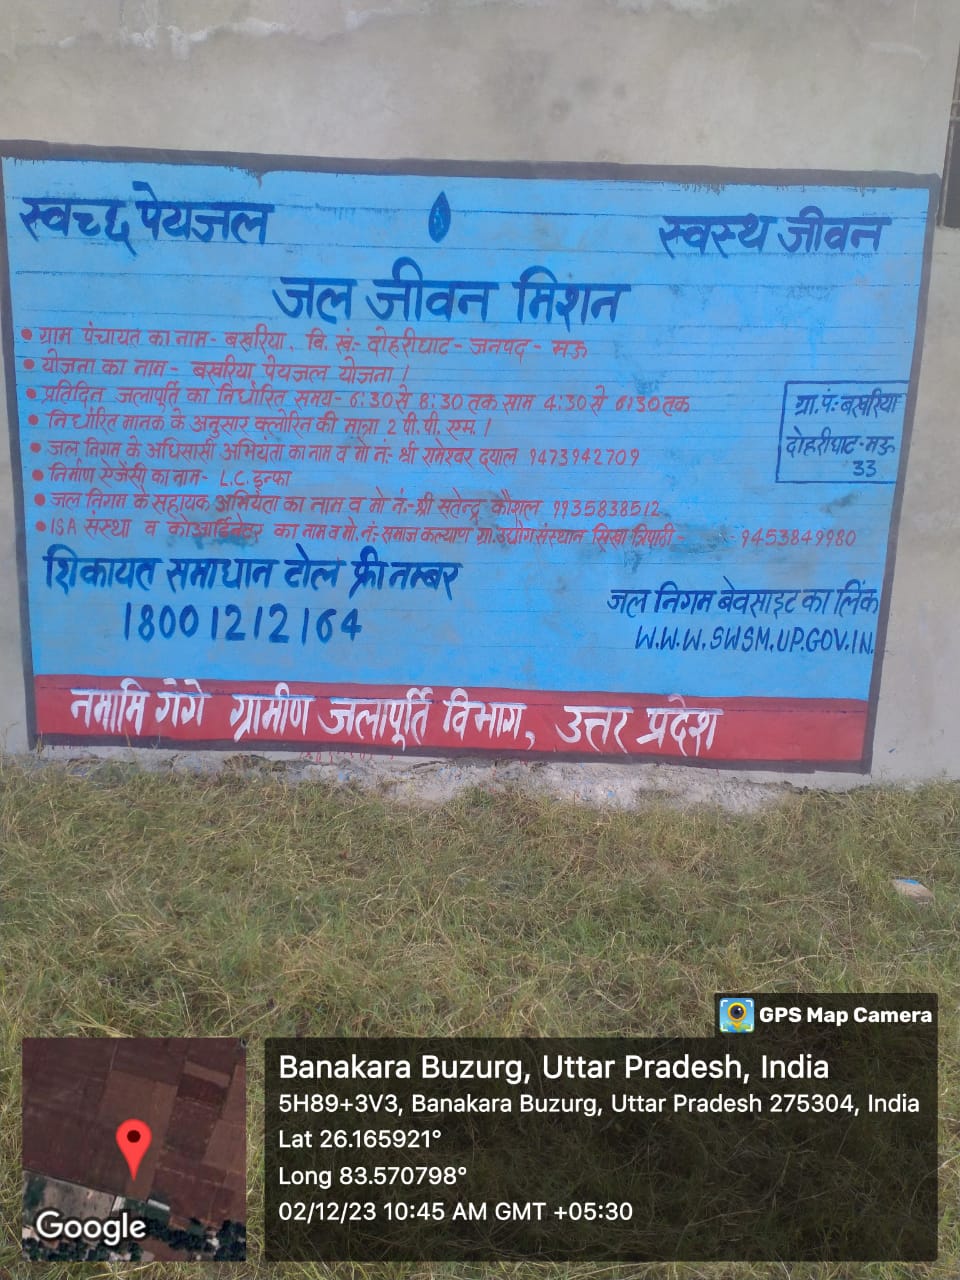 स्वच्छ पेयजल
स्वस्थ जीवन
जल जीवन मिशन
• ग्राम पंचायत का नाम- बखरिया, वि. खं:- दोहरीघाट- जनपद- मऊ
• योजना का नाम- बखरिया पेयजल योजना।
• प्रतिदिन जलापूर्ति का निर्धारित समय- 6:30 से 8:30 तक साम 4:30 से 6:30 तक
• निर्धारित मानक के अनुसार क्लोरिन की मात्रा 2 पी. पी. एम.।
• जल निगम के अधिसासी अभियंता का नाम व मो नं:- श्री रामेश्वर दयाल 9473942709
• निर्माण ऐजेंसी का नाम- L.C. इन्फा
• जल निगम के सहायक अभियंता का नाम व मो नं:- श्री सतेन्द्र कौशल 9935838512
• ISA संस्था व कोआर्डिनेटर का नाम व मो. नं:- समाज कल्याण ग्रा. उद्योग संस्थान त्रिपाठी - 9453849980
ग्रा. पं:- बखरिया
दोहरीघाट-मऊ
33
शिकायत समाधान टोल फ्री नम्बर
18001212164
जल निगम बेवसाइट का लिंक
W.W.W.SWSM.UP.GOV.IN.
नमामि गंगे ग्रामीण जलापूर्ति विभाग, उत्तर प्रदेश
GPS Map Camera
Banakara Buzurg, Uttar Pradesh, India
5H89+3V3, Banakara Buzurg, Uttar Pradesh 275304, India
Lat 26.165921°
Long 83.570798°
02/12/23 10:45 AM GMT +05:30
Google